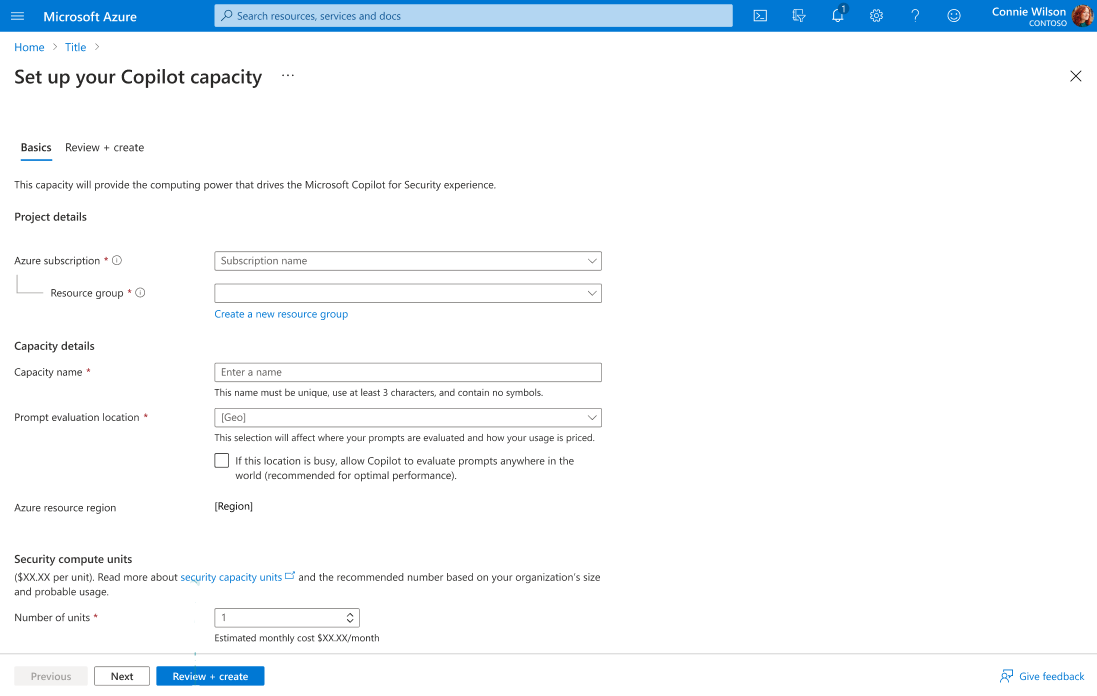 Microsoft Azure
Search resources, services and docs
1
Connie Wilson
CONTOSO
Home > Title >
Set up your Copilot capacity ...
Basics Review + create
This capacity will provide the computing power that drives the Microsoft Copilot for Security experience.
Project details
Azure subscription *
Subscription name
Resource group *
Create a new resource group
Capacity details
Capacity name *
Enter a name
This name must be unique, use at least 3 characters, and contain no symbols.
Prompt evaluation location *
[Geo]
This selection will affect where your prompts are evaluated and how your usage is priced.
If this location is busy, allow Copilot to evaluate prompts anywhere in the
world (recommended for optimal performance).
Azure resource region
[Region]
Security compute units
($XX.XX per unit). Read more about security capacity units and the recommended number based on your organization's size
and probable usage.
Number of units *
1
Estimated monthly cost $XX.XX/month
Previous
Next
Review + create
Give feedback